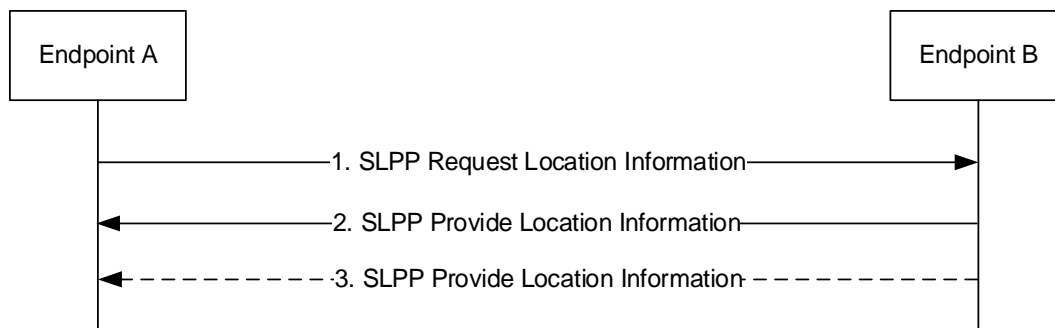 Endpoint A
Endpoint B
1. SLPP Request Location Information
2. SLPP Provide Location Information
3. SLPP Provide Location Information